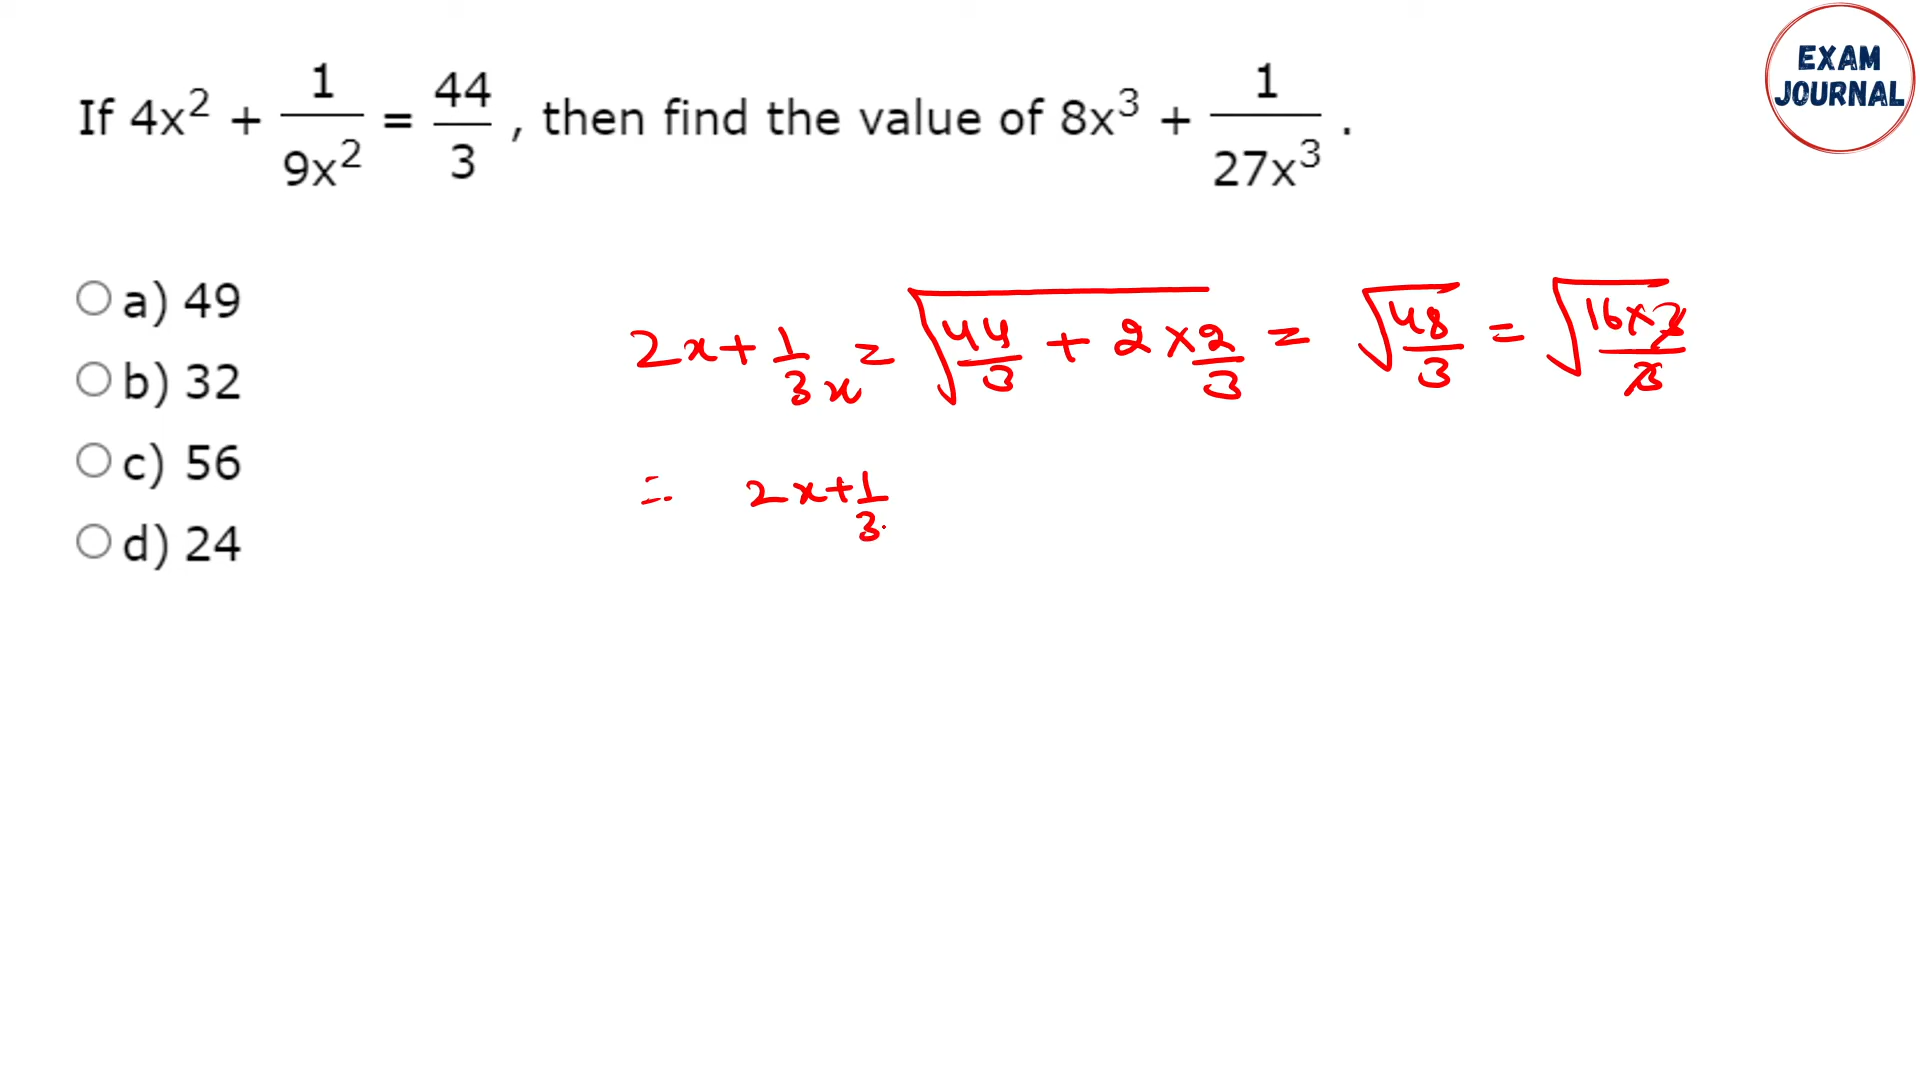 EXAM
JOURNAL
If 4x² + 1/(9x²) = 44/3 , then find the value of 8x³ + 1/(27x³) .
a) 49
b) 32
c) 56
d) 24
2x + 1/3x = √(44/3 + 2 × 2/3) = √(48/3) = √(16×3/3)
∴ 2x + 1/3